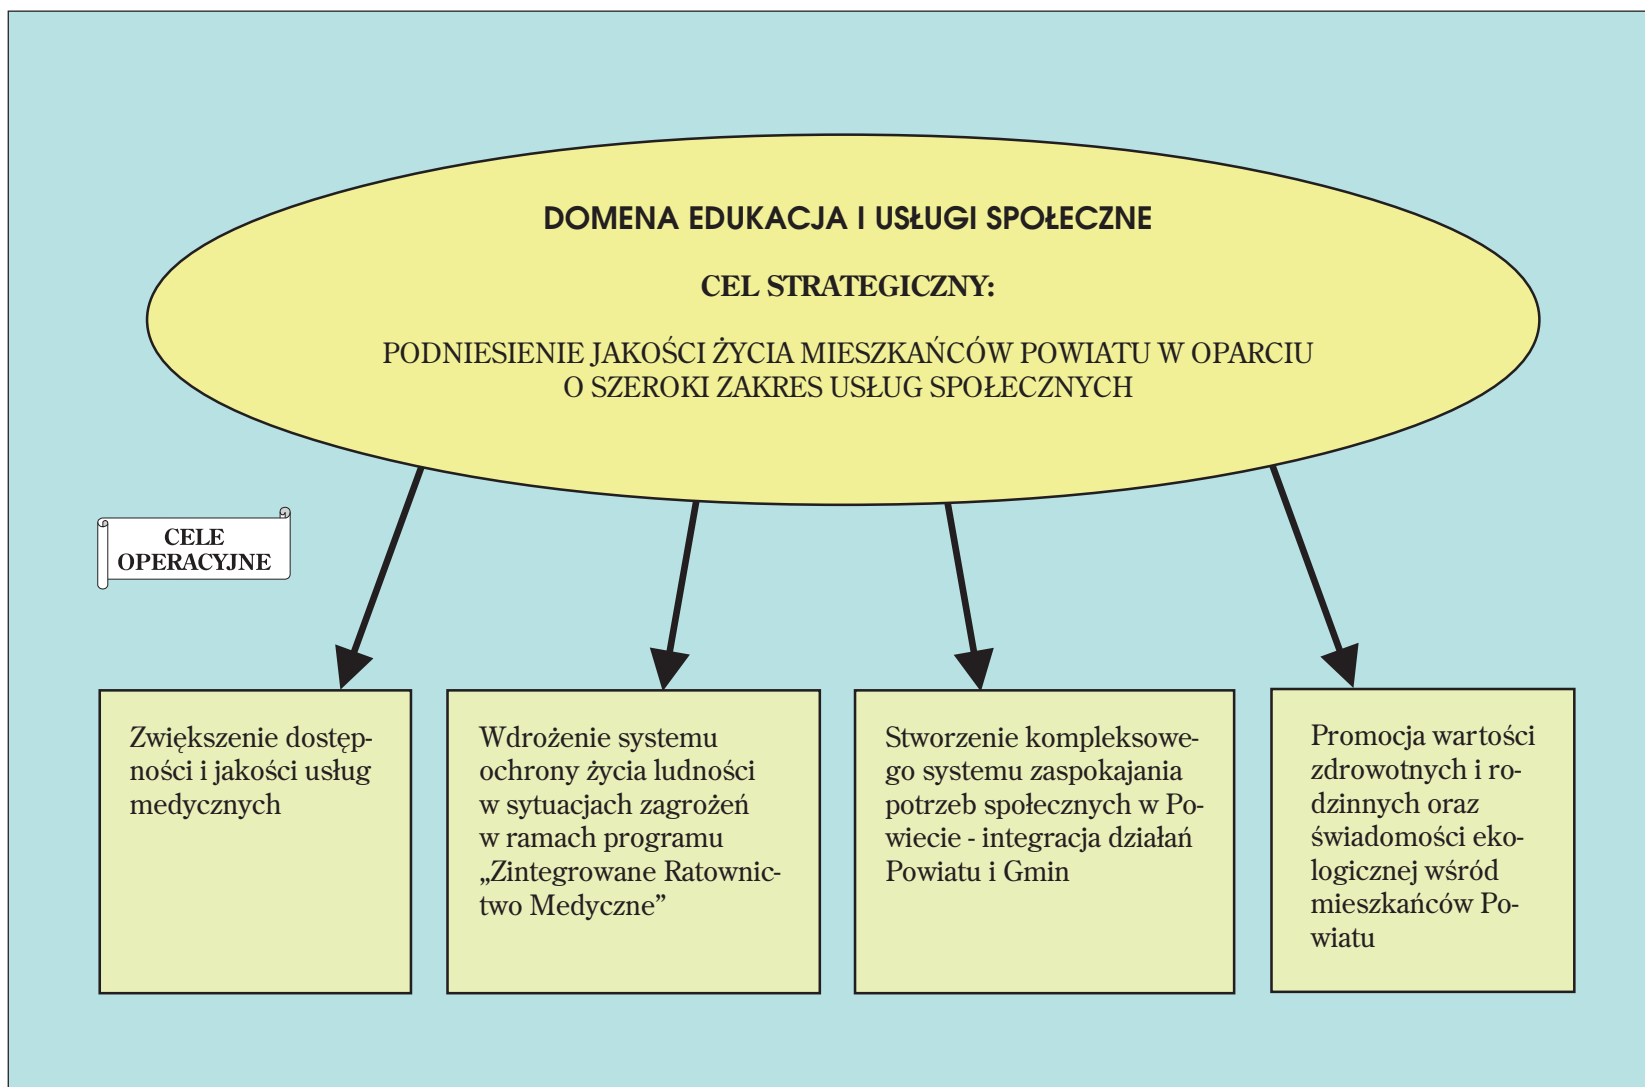 DOMENA EDUKACJA I USŁUGI SPOŁECZNE
CEL STRATEGICZNY:
PODNIESIENIE JAKOŚCI ŻYCIA MIESZKAŃCÓW POWIATU W OPARCIU
O SZEROKI ZAKRES USŁUG SPOŁECZNYCH
CELE
OPERACYJNE
Zwiększenie dostęp-
ności i jakości usług
medycznych
Wdrożenie systemu
ochrony życia ludności
w sytuacjach zagrożeń
w ramach programu
„Zintegrowane Ratownic-
two Medyczne”
Stworzenie kompleksowe-
go systemu zaspokajania
potrzeb społecznych w Po-
wiecie - integracja działań
Powiatu i Gmin
Promocja wartości
zdrowotnych i ro-
dzinnych oraz
świadomości eko-
logicznej wśród
mieszkańców Po-
wiatu